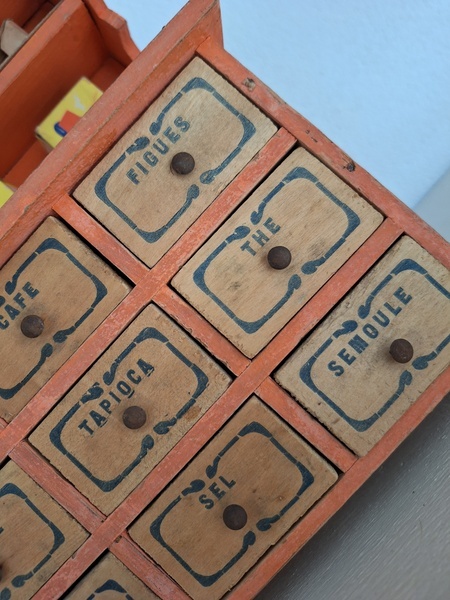 FIGUES
THE
SEMOULE
CAFE
TAPIOCA
SEL